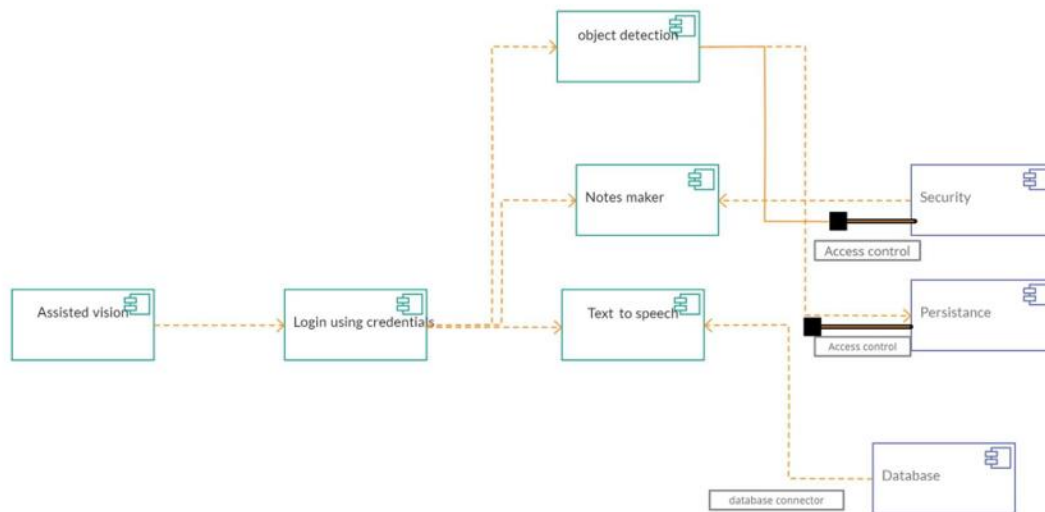 object detection
Notes maker
Security
Access control
Assisted vision
Login using credentials
Text to speech
Persistance
Access control
Database
database connector